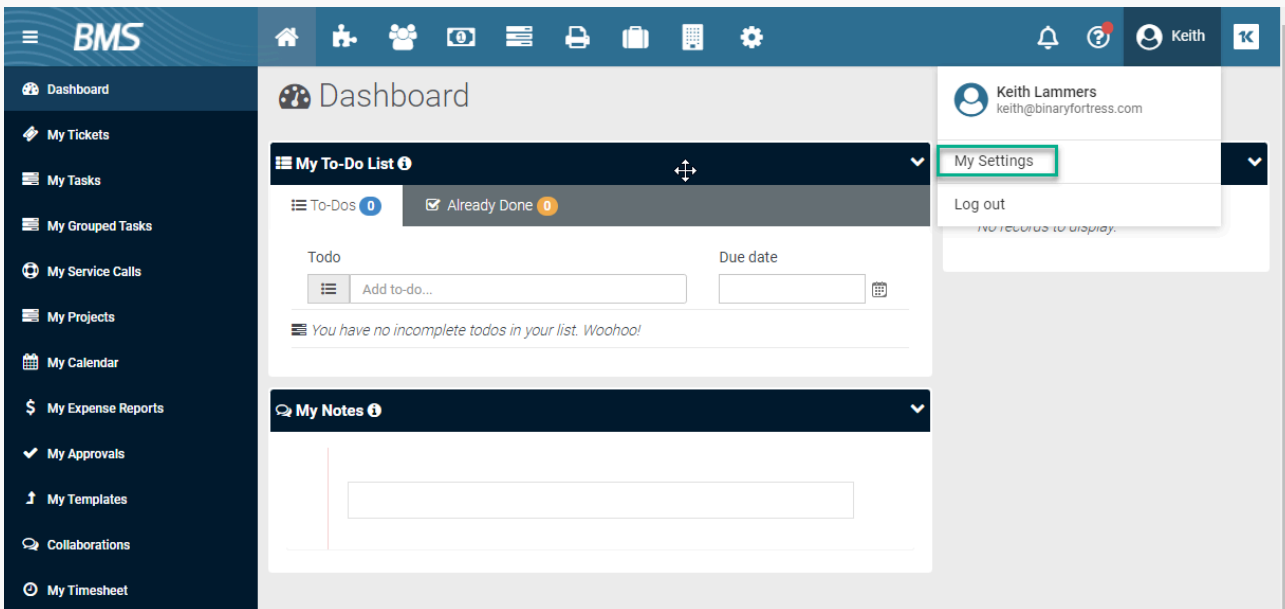 BMS
Keith
1K
Dashboard
My Tickets
My Tasks
My Grouped Tasks
My Service Calls
My Projects
My Calendar
My Expense Reports
My Approvals
My Templates
Collaborations
My Timesheet
Dashboard
My To-Do List
To-Dos 0
Already Done 0
Todo
Due date
Add to-do...
You have no incomplete todos in your list. Woohoo!
My Notes
Keith Lammers
keith@binaryfortress.com
My Settings
Log out
No records to display.